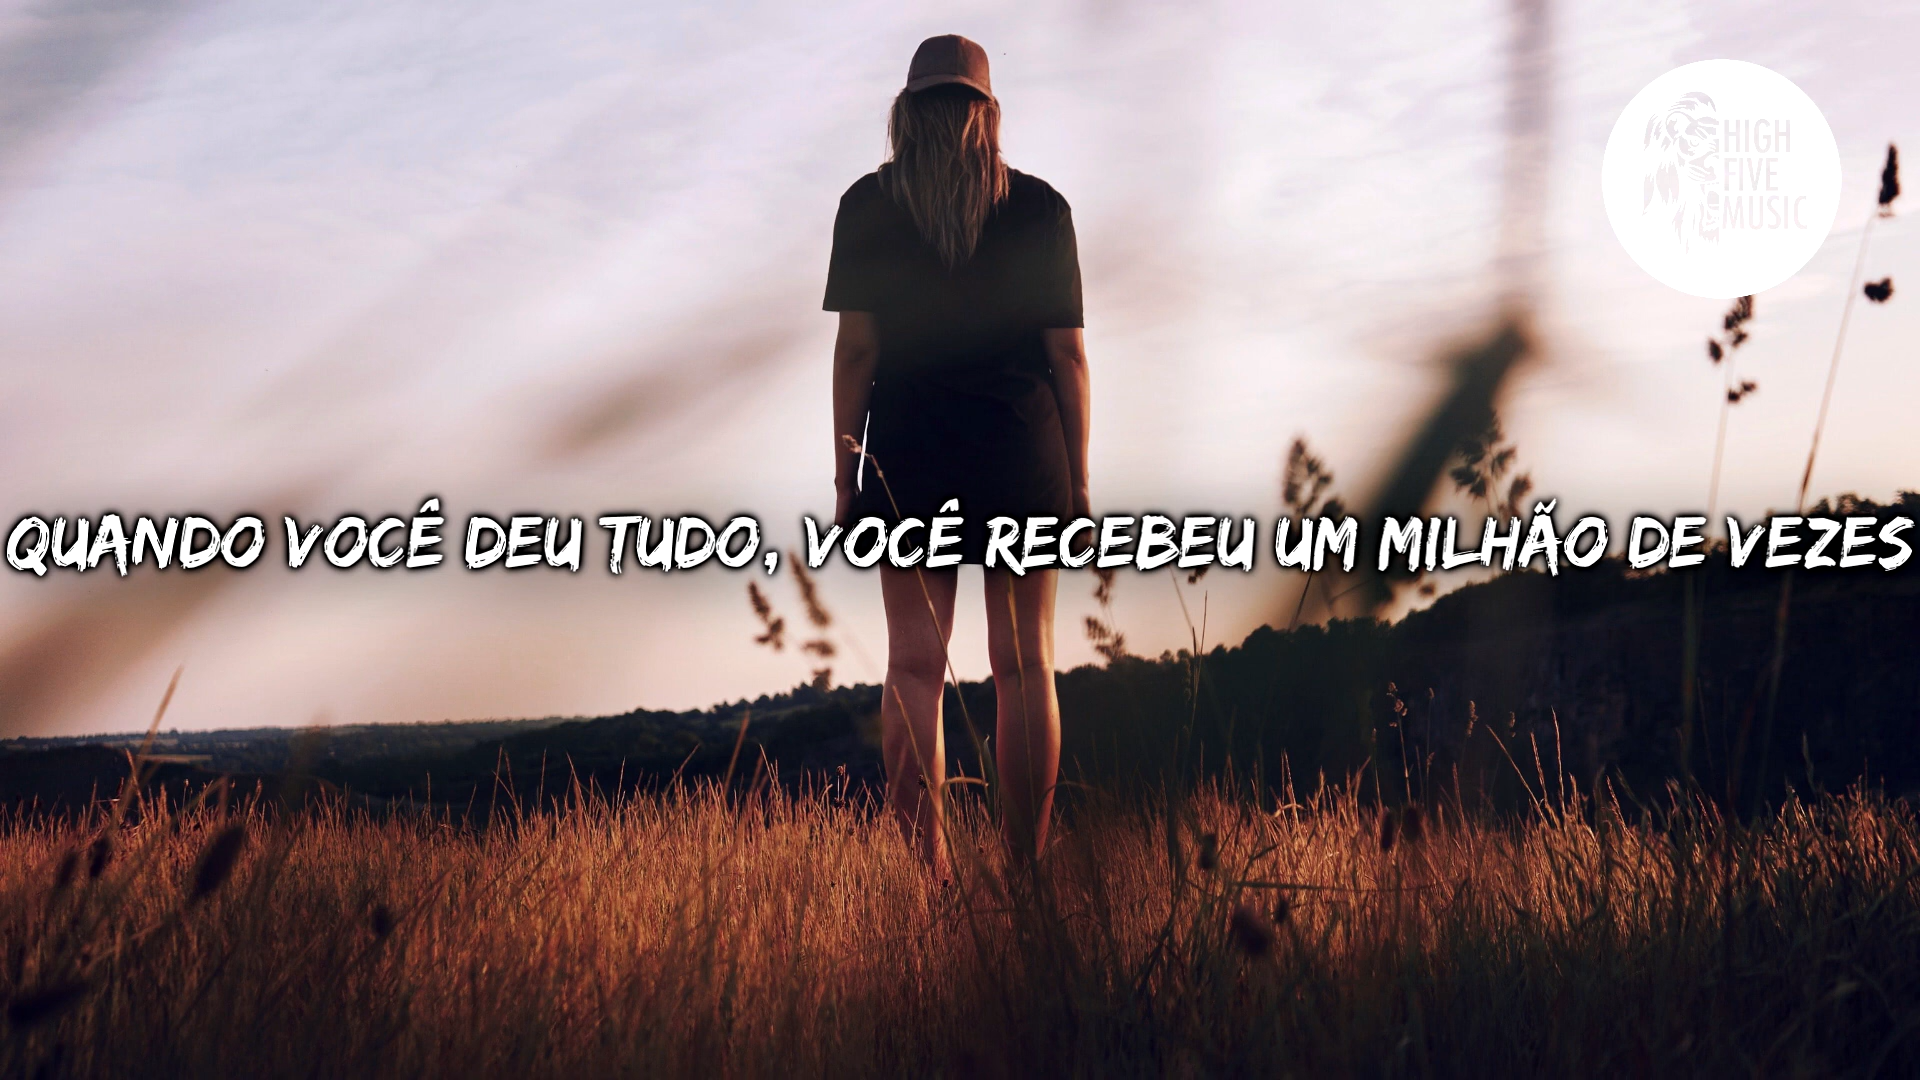 HIGH
FIVE
MUSIC
QUANDO VOCÊ DEU TUDO, VOCÊ RECEBEU UM MILHÃO DE VEZES